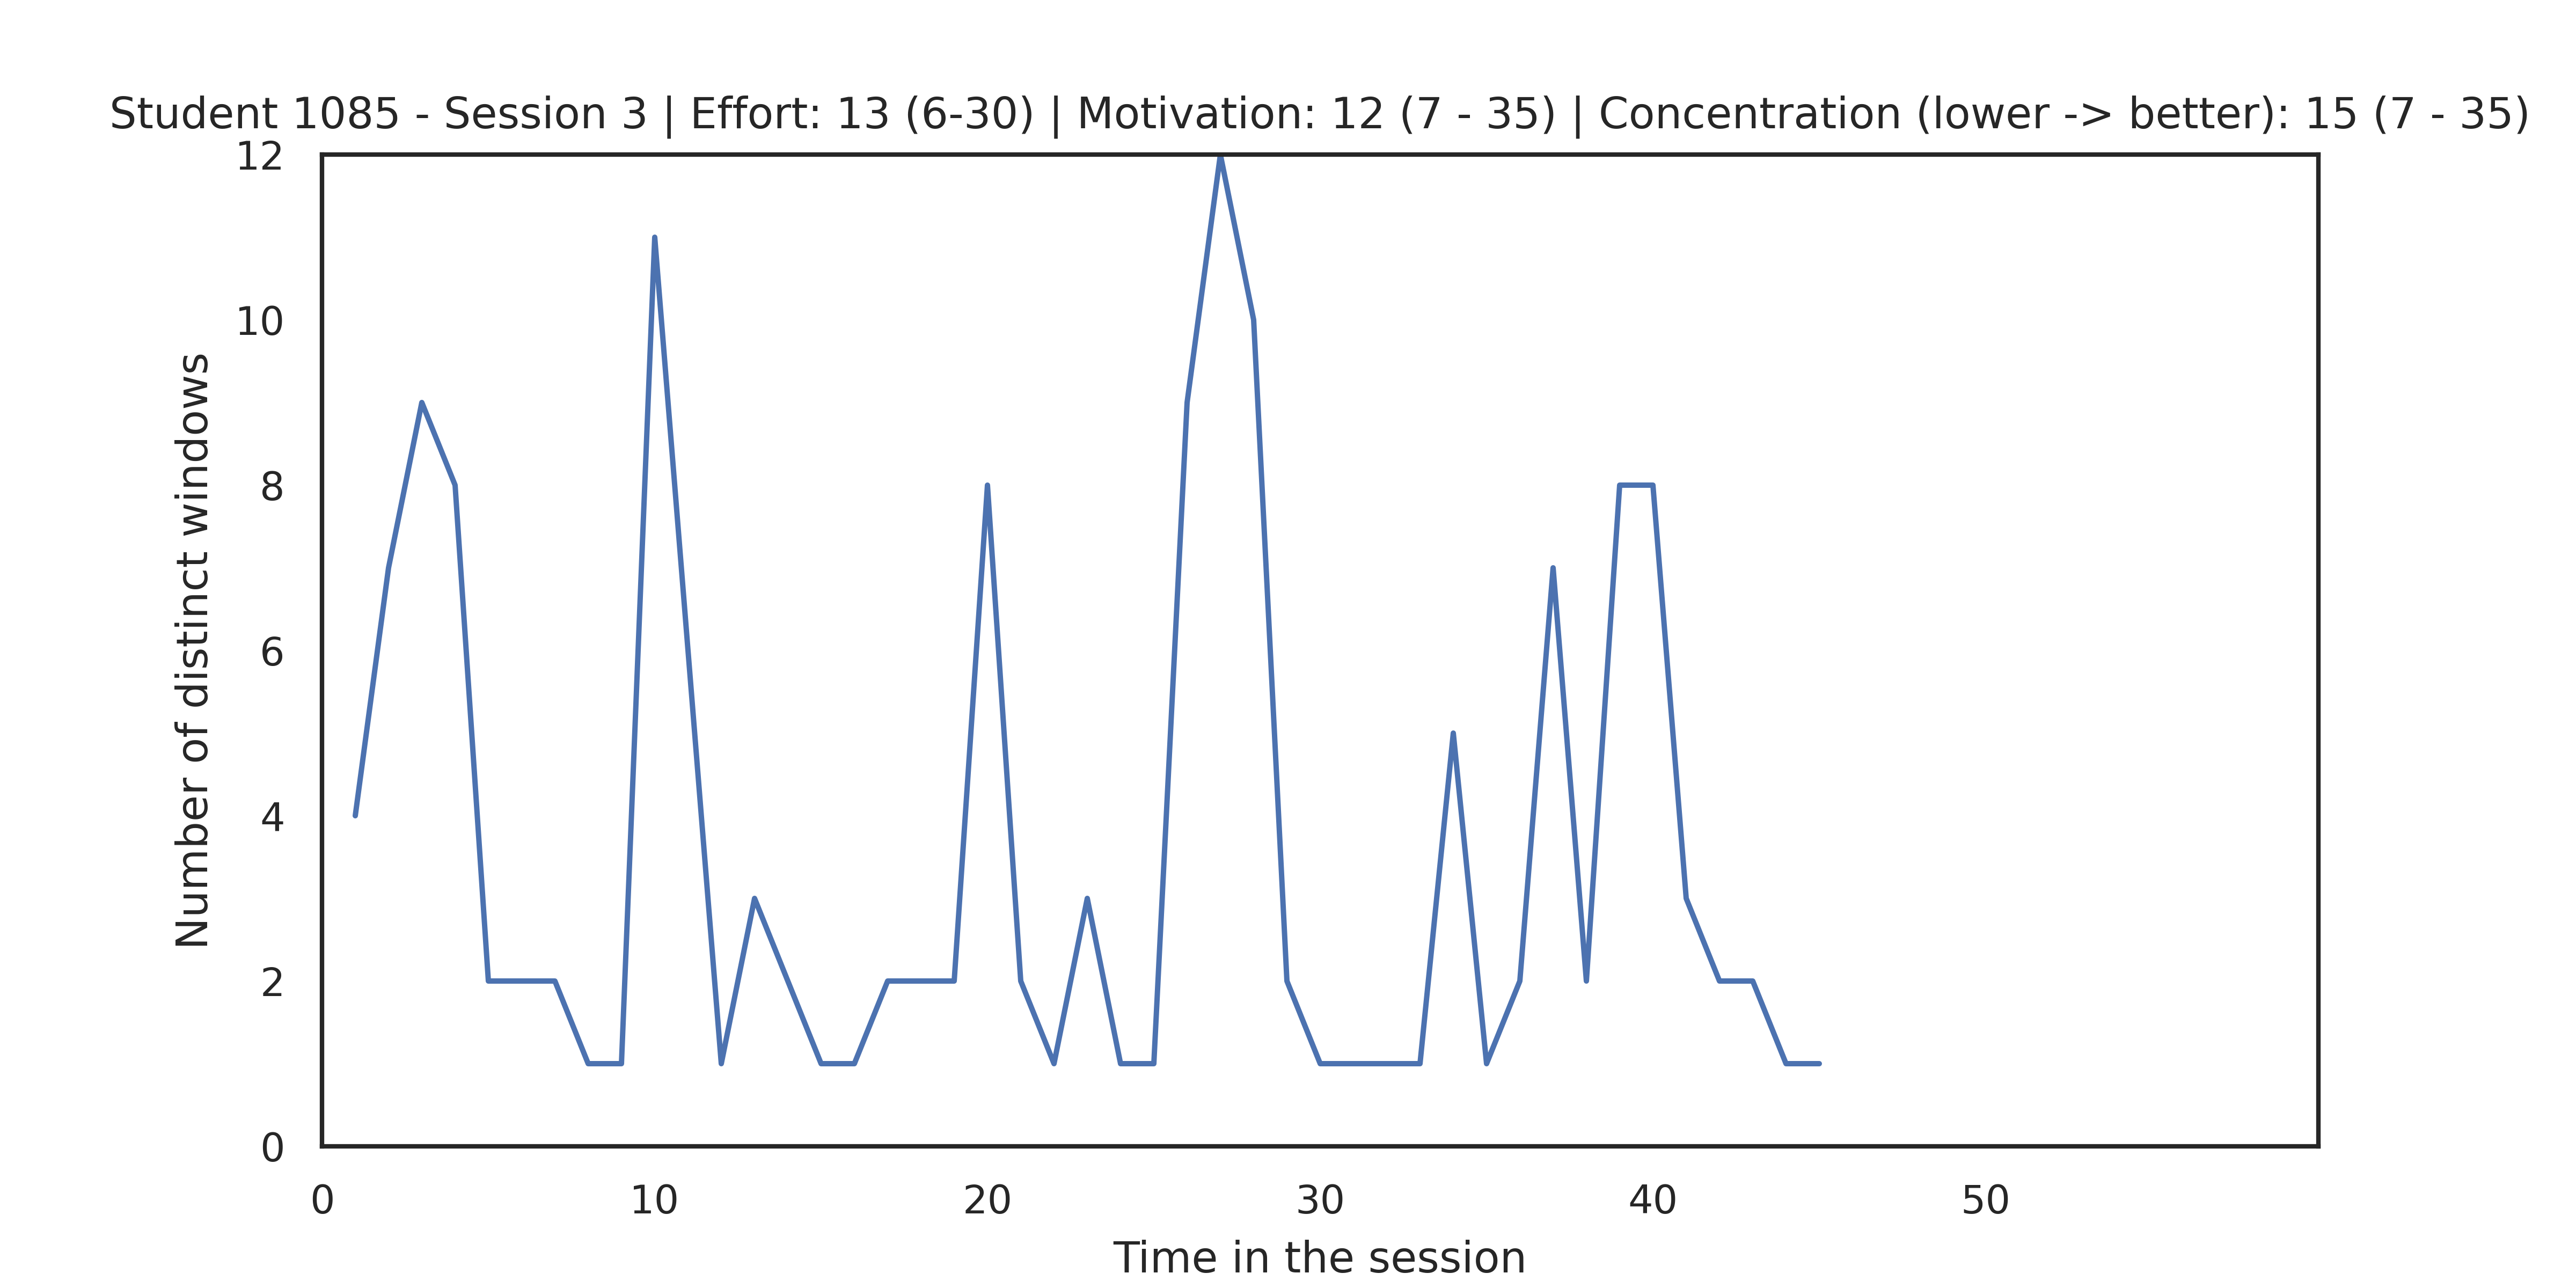 Student 1085 - Session 3 | Effort: 13 (6-30) | Motivation: 12 (7 - 35) | Concentration (lower -> better): 15 (7 - 35)
12
10
8
6
4
2
0
Number of distinct windows
0 10 20 30 40 50
Time in the session